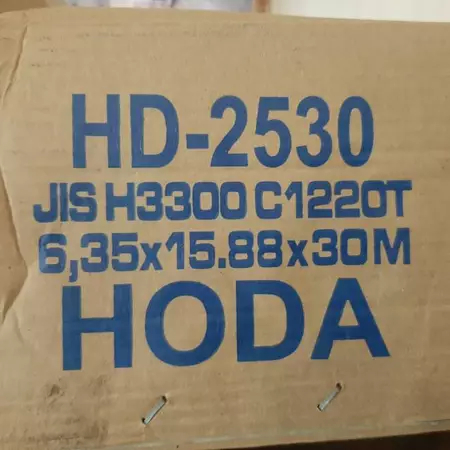 HD-2530
JIS H3300 C1220T
6,35x15.88x30M
HODA